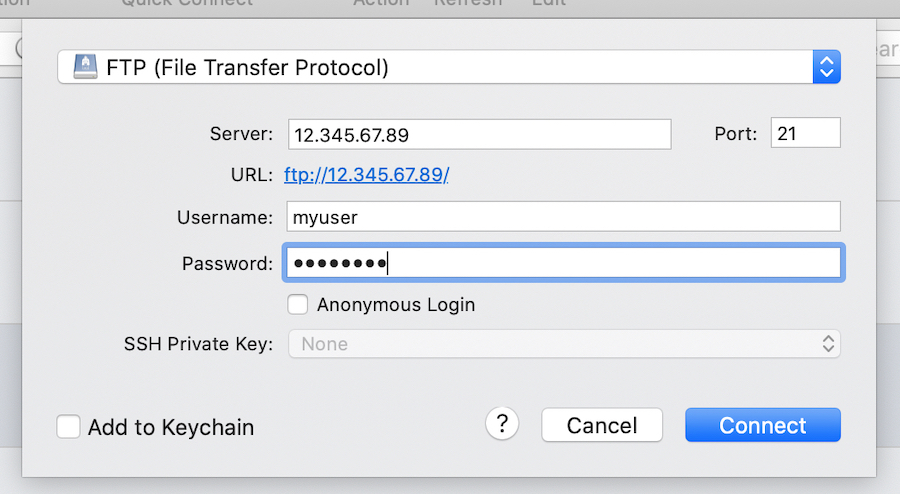 Quick Connect Action Refresh Edit
FTP (File Transfer Protocol)
Server: 12.345.67.89 Port: 21
URL: ftp://12.345.67.89/
Username: myuser
Password: ••••••••
Anonymous Login
SSH Private Key: None
Add to Keychain ? Cancel Connect